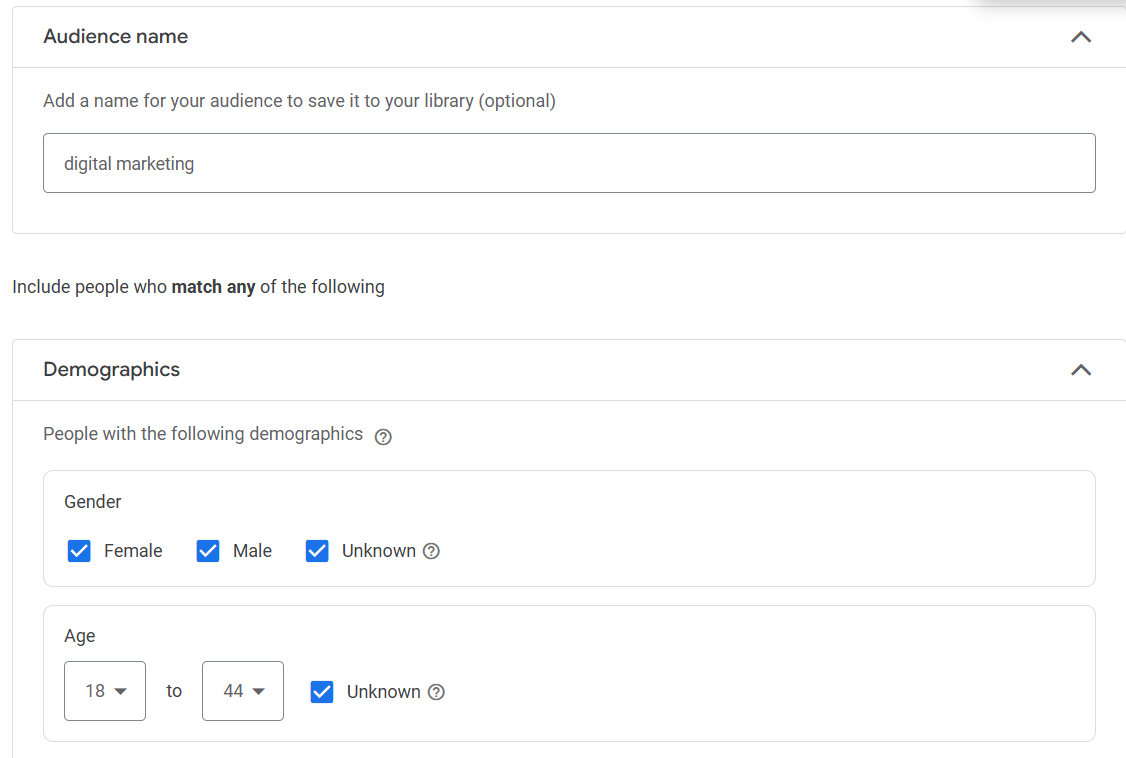 Audience name
Add a name for your audience to save it to your library (optional)
digital marketing
Include people who match any of the following
Demographics
People with the following demographics ?
Gender
Female Male Unknown ?
Age
18 to 44 Unknown ?